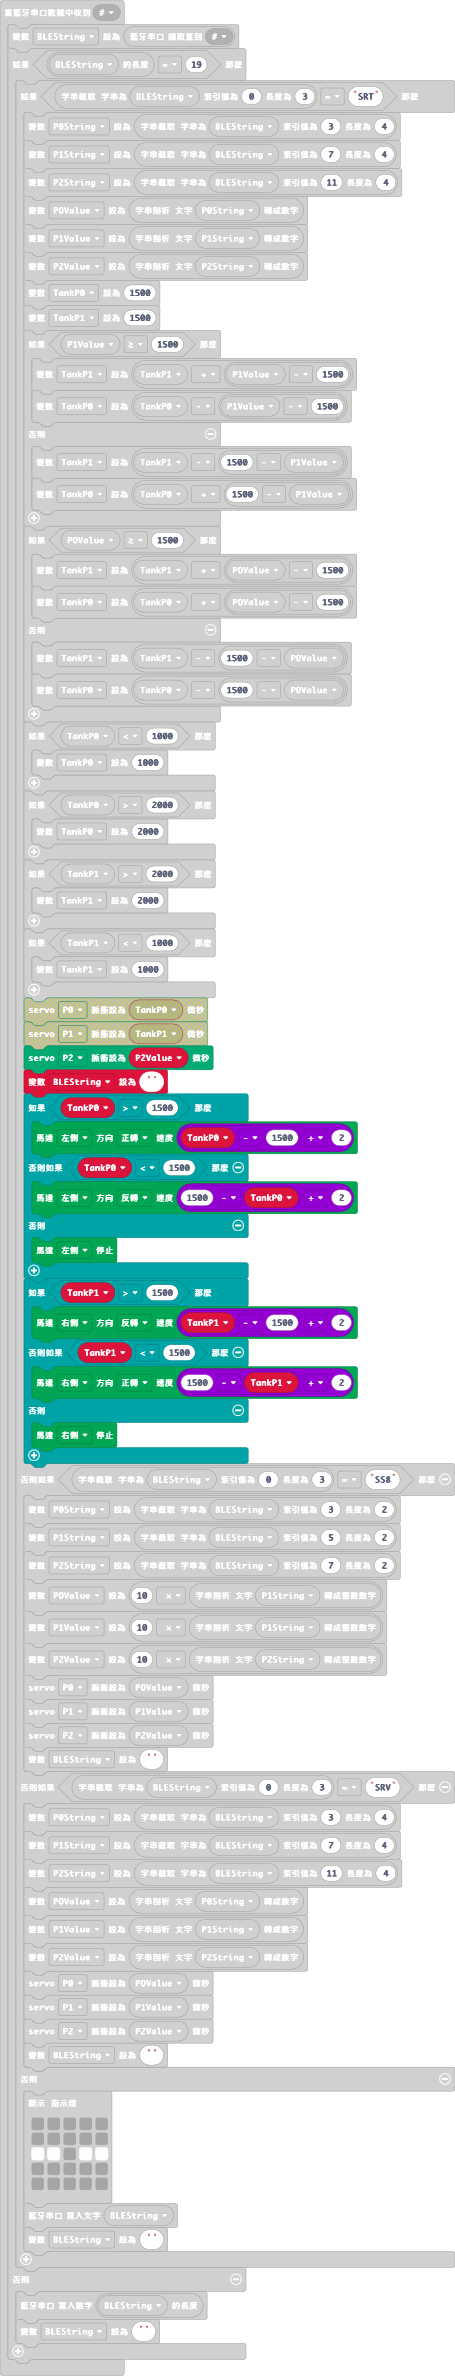 當藍牙串口數據中收到 #
變數 BLEString 設為 藍牙串口 讀取直到 #
如果 BLEString 的長度 = 19 那麼
如果 字串截取 字串為 BLEString 索引值為 0 長度為 3 = "SRT" 那麼
變數 P0String 設為 字串截取 字串為 BLEString 索引值為 3 長度為 4
變數 P1String 設為 字串截取 字串為 BLEString 索引值為 7 長度為 4
變數 P2String 設為 字串截取 字串為 BLEString 索引值為 11 長度為 4
變數 POValue 設為 字串剖析 文字 P0String 轉成數字
變數 P1Value 設為 字串剖析 文字 P1String 轉成數字
變數 P2Value 設為 字串剖析 文字 P2String 轉成數字
變數 TankP0 設為 1500
變數 TankP1 設為 1500
如果 P1Value ≥ 1500 那麼
變數 TankP1 設為 TankP1 + P1Value - 1500
變數 TankP0 設為 TankP0 - P1Value - 1500
否則
變數 TankP1 設為 TankP1 - 1500 - P1Value
變數 TankP0 設為 TankP0 + 1500 - P1Value
如果 POValue ≥ 1500 那麼
變數 TankP1 設為 TankP1 + POValue - 1500
變數 TankP0 設為 TankP0 + POValue - 1500
否則
變數 TankP1 設為 TankP1 - 1500 - POValue
變數 TankP0 設為 TankP0 - 1500 - POValue
如果 TankP0 < 1000 那麼
變數 TankP0 設為 1000
如果 TankP0 > 2000 那麼
變數 TankP0 設為 2000
如果 TankP1 > 2000 那麼
變數 TankP1 設為 2000
如果 TankP1 < 1000 那麼
變數 TankP1 設為 1000
servo P0 脈衝設為 TankP0 微秒
servo P1 脈衝設為 TankP1 微秒
servo P2 脈衝設為 P2Value 微秒
變數 BLEString 設為 ""
如果 TankP0 > 1500 那麼
馬達 左側 方向 正轉 速度 TankP0 - 1500 ÷ 2
否則如果 TankP0 < 1500 那麼
馬達 左側 方向 反轉 速度 1500 - TankP0 ÷ 2
否則
馬達 左側 停止
如果 TankP1 > 1500 那麼
馬達 右側 方向 反轉 速度 TankP1 - 1500 ÷ 2
否則如果 TankP1 < 1500 那麼
馬達 右側 方向 正轉 速度 1500 - TankP1 ÷ 2
否則
馬達 右側 停止
否則如果 字串截取 字串為 BLEString 索引值為 0 長度為 3 = "SS8" 那麼
變數 P0String 設為 字串截取 字串為 BLEString 索引值為 3 長度為 2
變數 P1String 設為 字串截取 字串為 BLEString 索引值為 5 長度為 2
變數 P2String 設為 字串截取 字串為 BLEString 索引值為 7 長度為 2
變數 POValue 設為 10 × 字串剖析 文字 P1String 轉成整數數字
變數 P1Value 設為 10 × 字串剖析 文字 P1String 轉成整數數字
變數 P2Value 設為 10 × 字串剖析 文字 P2String 轉成整數數字
servo P0 脈衝設為 POValue 微秒
servo P1 脈衝設為 P1Value 微秒
servo P2 脈衝設為 P2Value 微秒
變數 BLEString 設為 ""
否則如果 字串截取 字串為 BLEString 索引值為 0 長度為 3 = "SRV" 那麼
變數 P0String 設為 字串截取 字串為 BLEString 索引值為 3 長度為 4
變數 P1String 設為 字串截取 字串為 BLEString 索引值為 7 長度為 4
變數 P2String 設為 字串截取 字串為 BLEString 索引值為 11 長度為 4
變數 POValue 設為 字串剖析 文字 P0String 轉成數字
變數 P1Value 設為 字串剖析 文字 P1String 轉成數字
變數 P2Value 設為 字串剖析 文字 P2String 轉成數字
servo P0 脈衝設為 POValue 微秒
servo P1 脈衝設為 P1Value 微秒
servo P2 脈衝設為 P2Value 微秒
變數 BLEString 設為 ""
否則
顯示 指示燈
藍牙串口 寫入文字 BLEString
變數 BLEString 設為 ""
否則
藍牙串口 寫入數字 BLEString 的長度
變數 BLEString 設為 ""